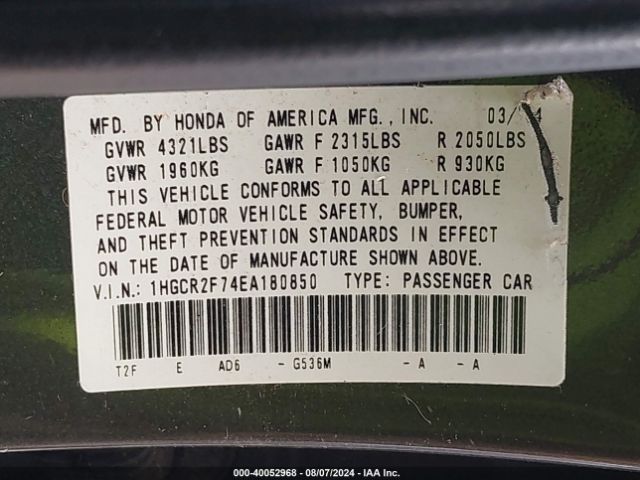 MFD. BY HONDA OF AMERICA MFG., INC. 03/ 4
GVWR 4321LBS GAWR F 2315LBS R 2050LBS
GVWR 1960KG GAWR F 1050KG R 930KG
THIS VEHICLE CONFORMS TO ALL APPLICABLE
FEDERAL MOTOR VEHICLE SAFETY, BUMPER,
AND THEFT PREVENTION STANDARDS IN EFFECT
ON THE DATE OF MANUFACTURE SHOWN ABOVE.
V.I.N.: 1HGCR2F74EA180850 TYPE: PASSENGER CAR
T2F E AD6 - G536M - A - A
000-40052968 - 08/07/2024 - IAA Inc.